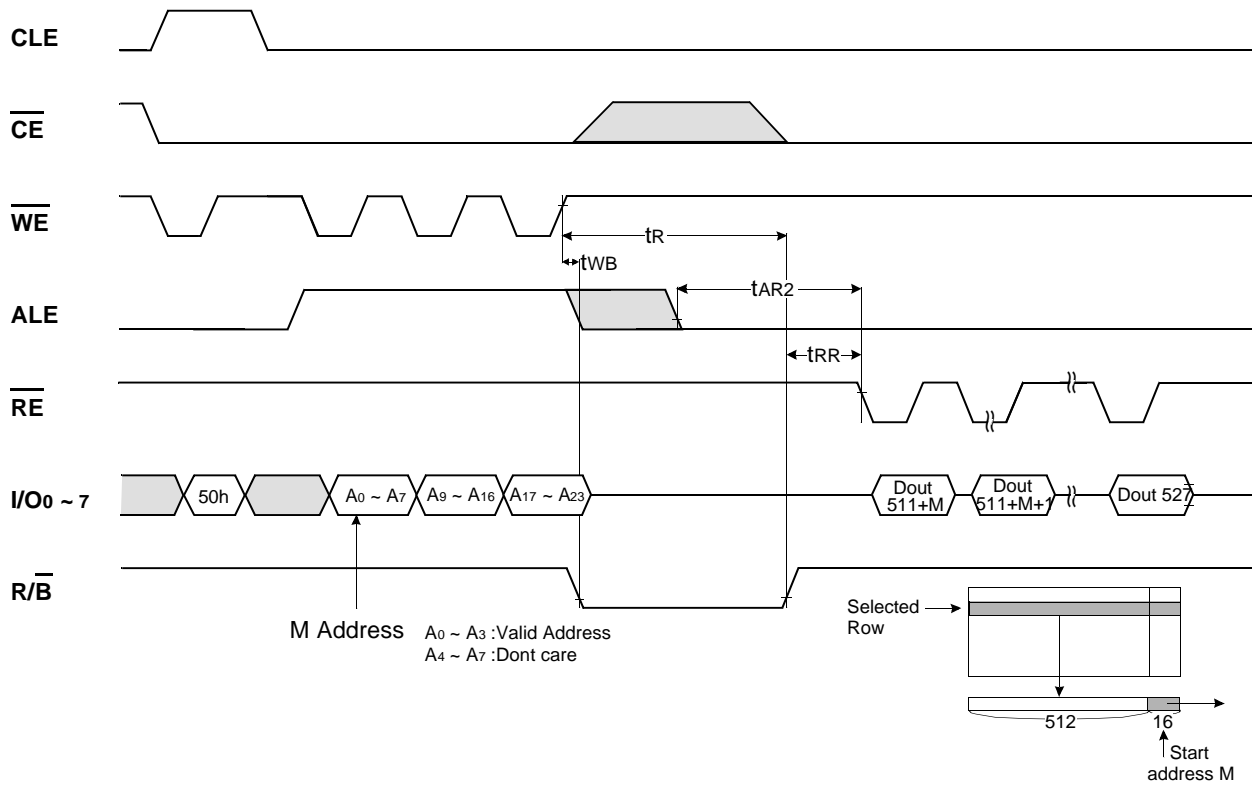 CLE
CE
WE
tR
tWB
tAR2
ALE
tRR
RE
I/O0 ~ 7
50h
A0 ~ A7
A9 ~ A16
A17 ~ A23
Dout
511+M
Dout
511+M+1
Dout 527
R/B
M Address
A0 ~ A3 :Valid Address
A4 ~ A7 :Dont care
Selected
Row
512
16
Start
address M